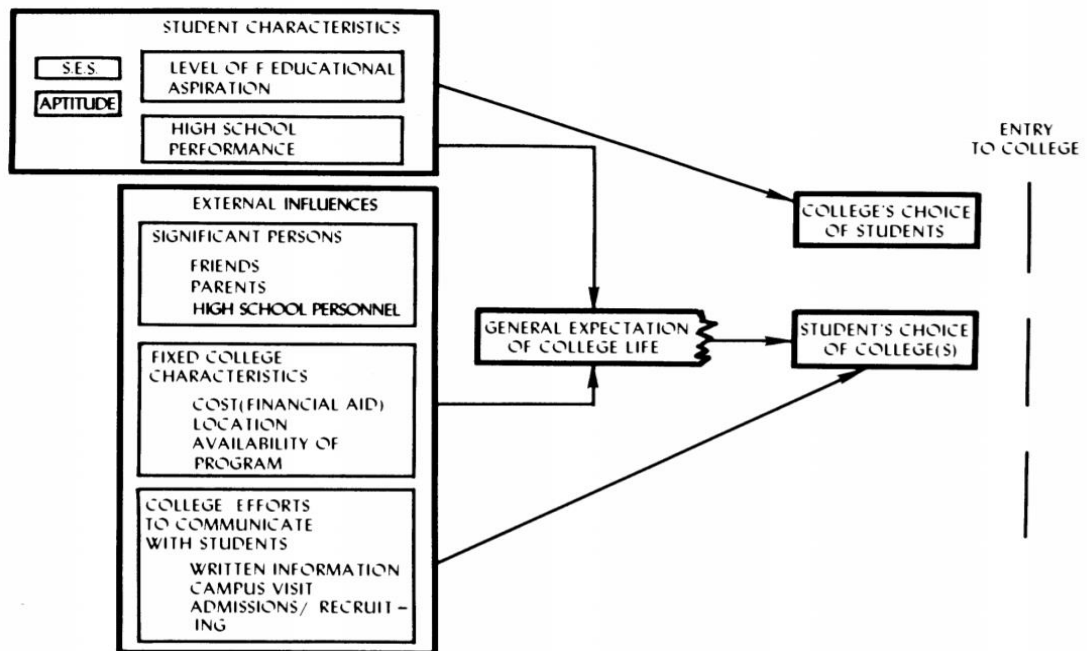 STUDENT CHARACTERISTICS
S.E.S.
LEVEL OF F EDUCATIONAL
ASPIRATION
APTITUDE
HIGH SCHOOL
PERFORMANCE
ENTRY
TO COLLEGE
EXTERNAL INFLUENCES
SIGNIFICANT PERSONS
FRIENDS
PARENTS
HIGH SCHOOL PERSONNEL
COLLEGE'S CHOICE
OF STUDENTS
GENERAL EXPECTATION
OF COLLEGE LIFE
STUDENT'S CHOICE
OF COLLEGE(S)
FIXED COLLEGE
CHARACTERISTICS
COST(FINANCIAL AID)
LOCATION
AVAILABILITY OF
PROGRAM
COLLEGE EFFORTS
TO COMMUNICATE
WITH STUDENTS
WRITTEN INFORMATION
CAMPUS VISIT
ADMISSIONS/ RECRUIT-
ING